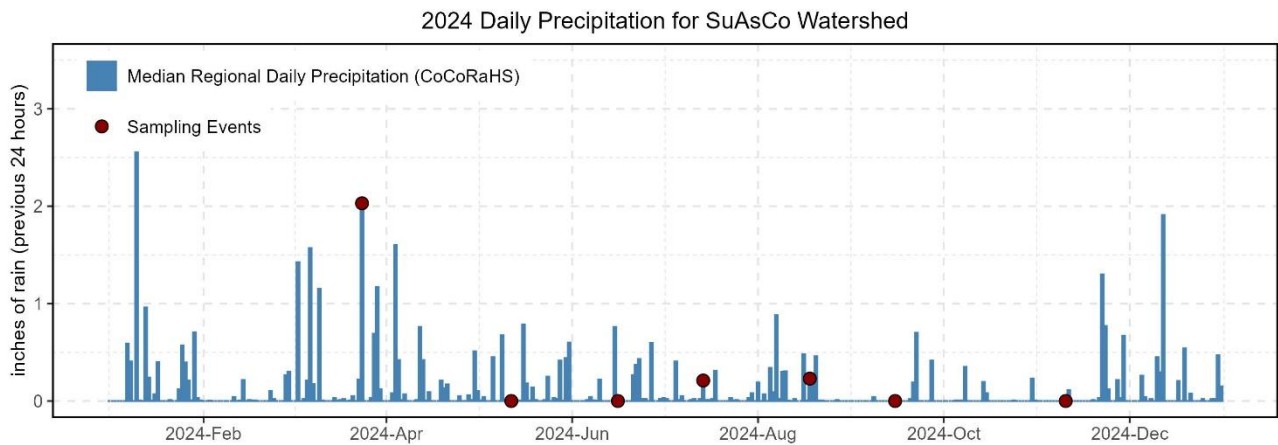 2024 Daily Precipitation for SuAsCo Watershed
inches of rain (previous 24 hours)
Median Regional Daily Precipitation (CoCoRaHS)
Sampling Events
3
2
1
0
2024-Feb
2024-Apr
2024-Jun
2024-Aug
2024-Oct
2024-Dec